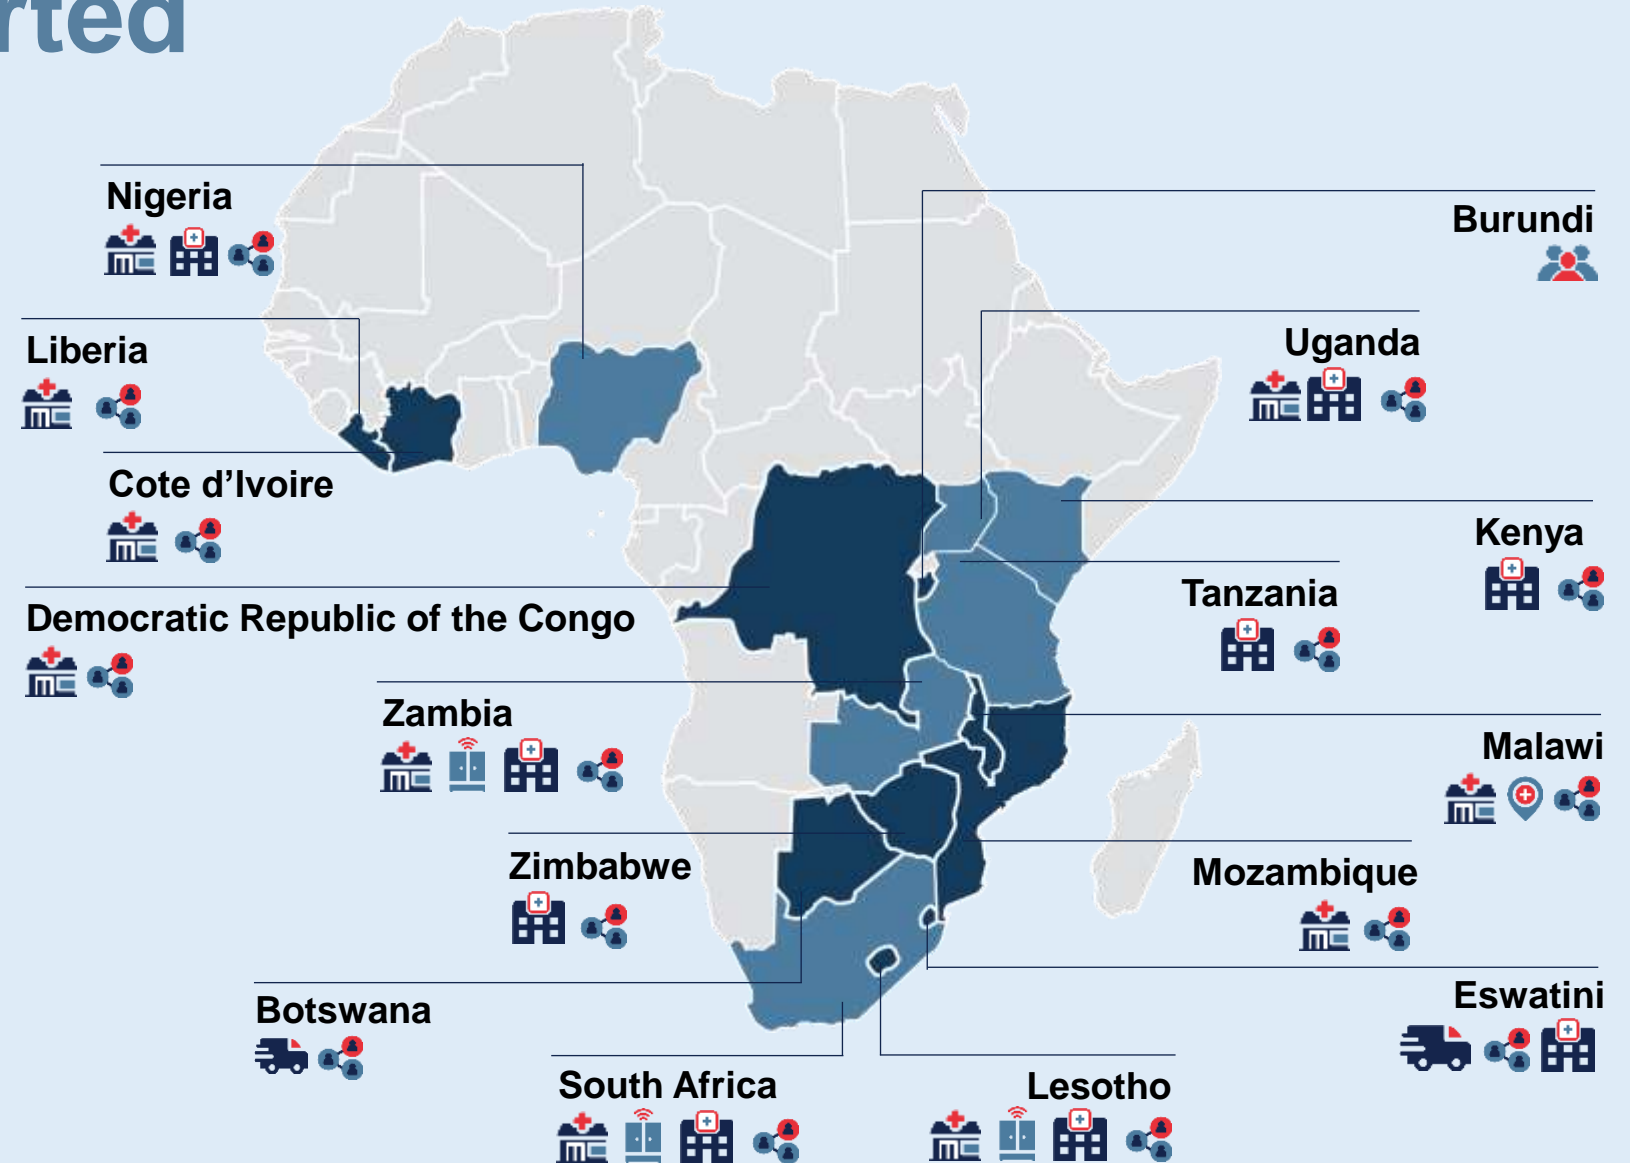 Nigeria
Burundi
Liberia
Uganda
Cote d'Ivoire
Kenya
Democratic Republic of the Congo
Tanzania
Zambia
Malawi
Zimbabwe
Mozambique
Botswana
Eswatini
South Africa
Lesotho